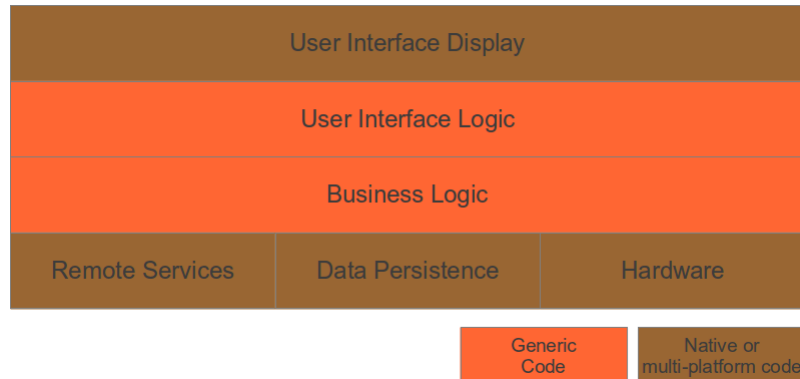 User Interface Display
User Interface Logic
Business Logic
Remote Services Data Persistence Hardware
Generic Native or
Code multi-platform code